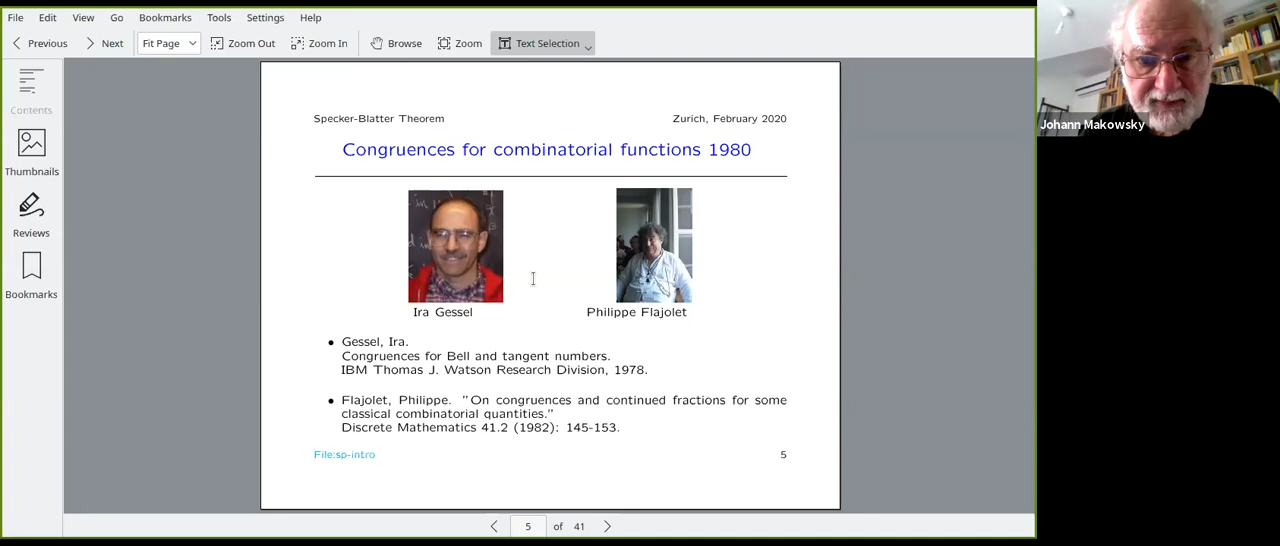 File Edit View Go Bookmarks Tools Settings Help
Previous Next Fit Page Zoom Out Zoom In Browse Zoom Text Selection
Contents
Thumbnails
Reviews
Bookmarks
Specker-Blatter Theorem Zurich, February 2020
Congruences for combinatorial functions 1980
Ira Gessel Philippe Flajolet
• Gessel, Ira.
Congruences for Bell and tangent numbers.
IBM Thomas J. Watson Research Division, 1978.
• Flajolet, Philippe. "On congruences and continued fractions for some
classical combinatorial quantities."
Discrete Mathematics 41.2 (1982): 145-153.
File:sp-intro 5
5 of 41
Johann Makowsky